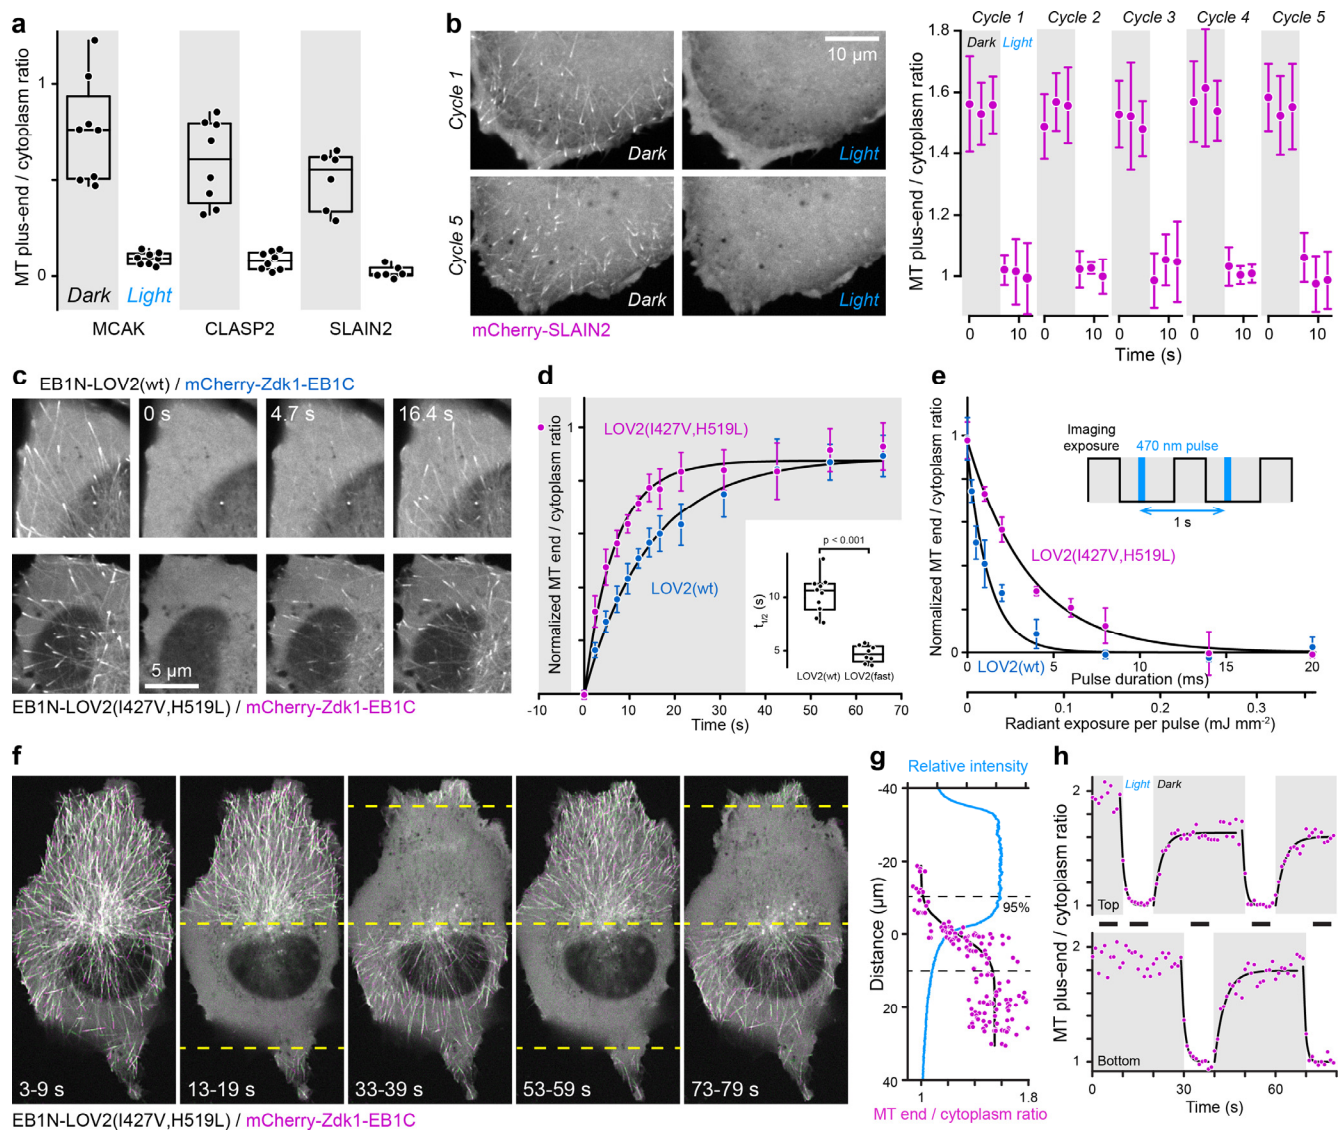 a
MT plus-end / cytoplasm ratio
1
0
Dark
Light
MCAK
CLASP2
SLAIN2
b
Cycle 1
Cycle 5
10 µm
Dark
Light
Dark
Light
mCherry-SLAIN2
Cycle 1
Cycle 2
Cycle 3
Cycle 4
Cycle 5
Dark
Light
MT plus-end / cytoplasm ratio
1.8
1.6
1.4
1.2
1
0 10 0 10 0 10 0 10 0 10
Time (s)
c
EB1N-LOV2(wt) / mCherry-Zdk1-EB1C
0 s
4.7 s
16.4 s
5 µm
EB1N-LOV2(I427V,H519L) / mCherry-Zdk1-EB1C
d
Normalized MT end / cytoplasm ratio
1
0
LOV2(I427V,H519L)
LOV2(wt)
p < 0.001
t1/2 (s)
10
5
LOV2(wt) LOV2(fast)
-10 0 10 20 30 40 50 60 70
Time (s)
e
Normalized MT end / cytoplasm ratio
1
0
Imaging
exposure
470 nm pulse
1 s
LOV2(I427V,H519L)
LOV2(wt)
0 5 10 15 20
Pulse duration (ms)
0 0.1 0.2 0.3
Radiant exposure per pulse (mJ mm-2)
f
3-9 s
13-19 s
33-39 s
53-59 s
73-79 s
EB1N-LOV2(I427V,H519L) / mCherry-Zdk1-EB1C
g
Relative intensity
Distance (µm)
-40
-20
0
20
40
95%
1 1.8
MT end / cytoplasm ratio
h
MT plus-end / cytoplasm ratio
Light
Dark
2
1
Top
2
1
Bottom
0 30 60
Time (s)